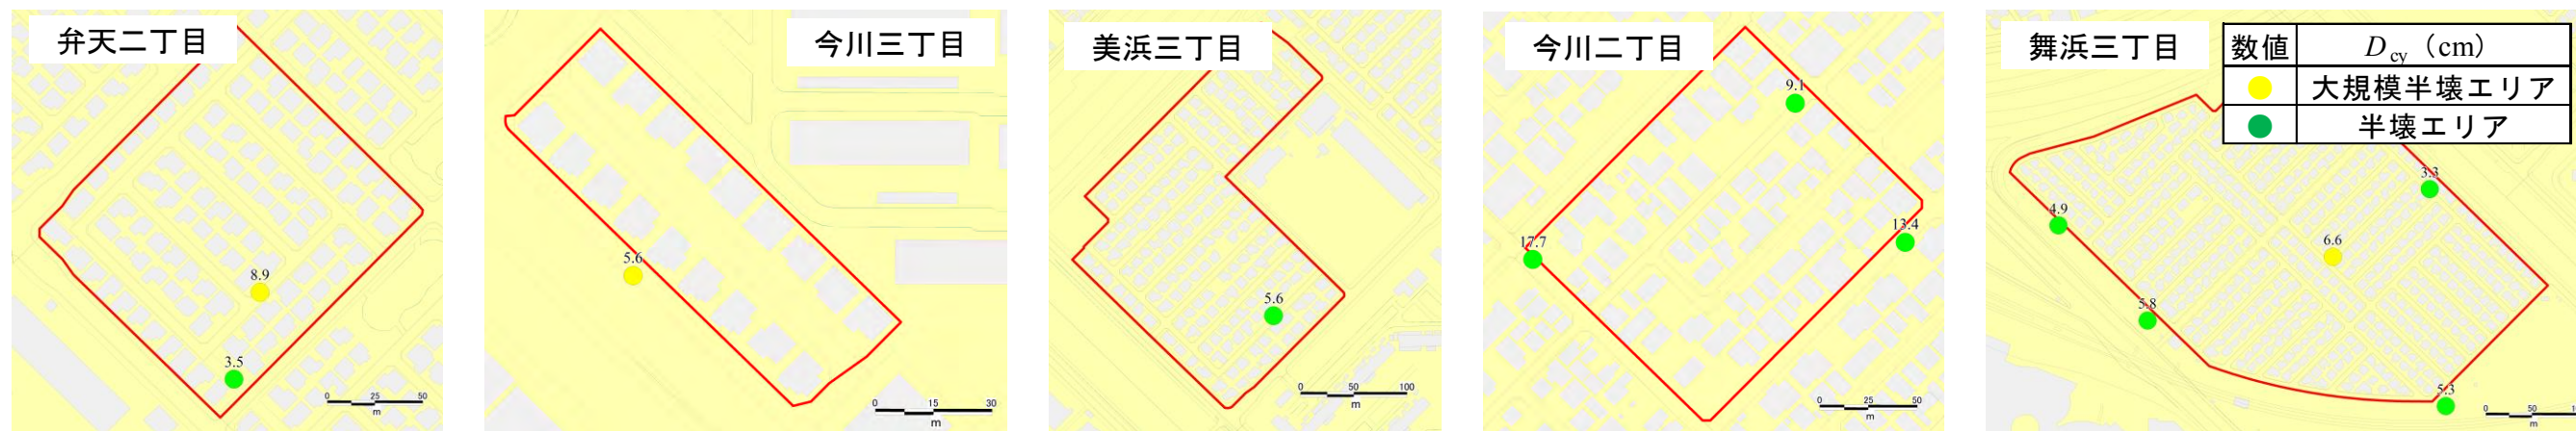 弁天二丁目
8.9
3.5
0 25 50
m
今川三丁目
5.6
0 15 30
m
美浜三丁目
5.6
0 50 100
m
今川二丁目
9.1
17.7
13.4
0 25 50
m
舞浜三丁目
数値 Dcy（cm）
大規模半壊エリア
半壊エリア
3.3
4.9
6.6
5.8
5.3
0 50
m